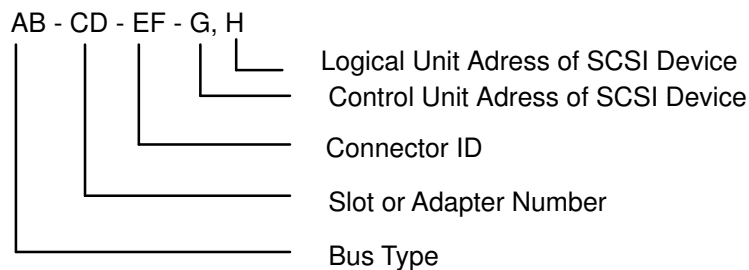 AB - CD - EF - G, H
Logical Unit Adress of SCSI Device
Control Unit Adress of SCSI Device
Connector ID
Slot or Adapter Number
Bus Type